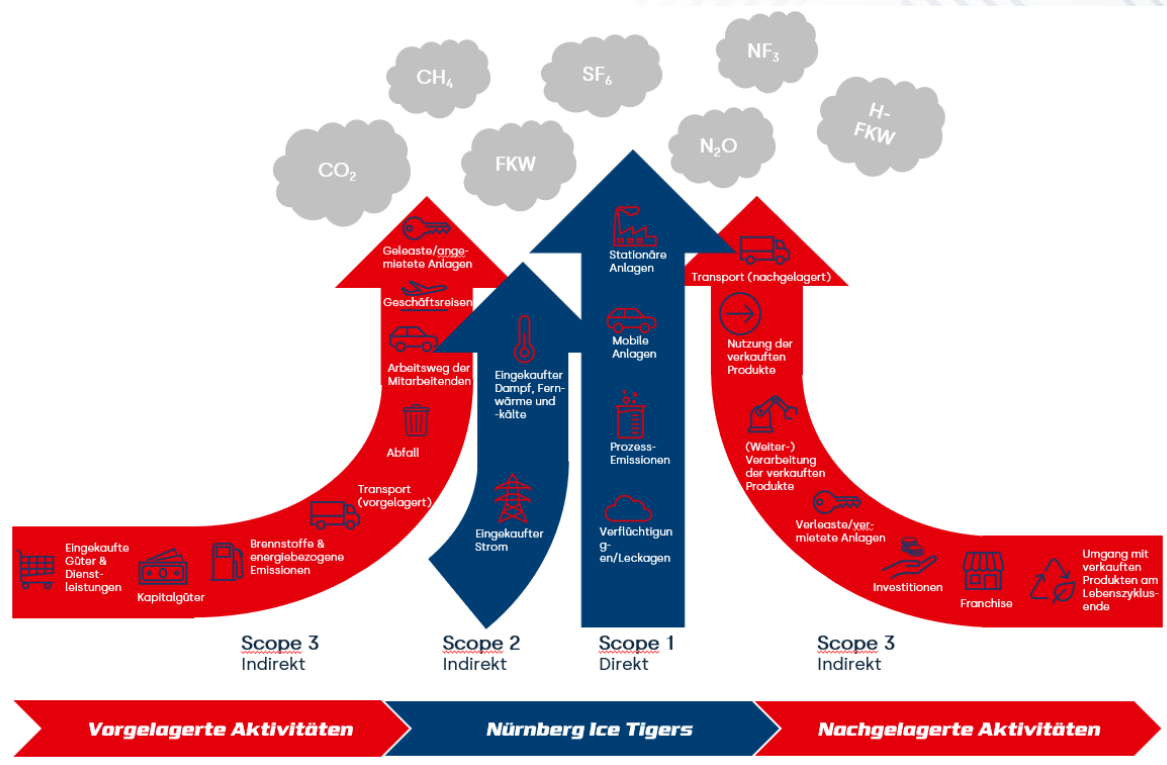 CH₄
SF₆
NF₃
H-
FKW
CO₂
FKW
N₂O
Geleaste/ange-
mietete Anlagen
Geschäftsreisen
Arbeitsweg der
Mitarbeitenden
Abfall
Transport
(vorgelagert)
Brennstoffe &
energiebezogene
Emissionen
Kapitalgüter
Eingekaufte
Güter &
Dienst-
leistungen
Eingekaufter
Dampf, Fern-
wärme und
-kälte
Eingekaufter
Strom
Stationäre
Anlagen
Mobile
Anlagen
Prozess-
Emissionen
Verflüchtigun
g-
en/Leckagen
Transport (nachgelagert)
Nutzung der
verkauften
Produkte
(Weiter-)
Verarbeitung
der verkauften
Produkte
Verleaste/ver-
mietete Anlagen
Investitionen
Franchise
Umgang mit
verkauften
Produkten am
Lebenszyklus-
ende
Scope 3
Indirekt
Scope 2
Indirekt
Scope 1
Direkt
Scope 3
Indirekt
Vorgelagerte Aktivitäten
Nürnberg Ice Tigers
Nachgelagerte Aktivitäten